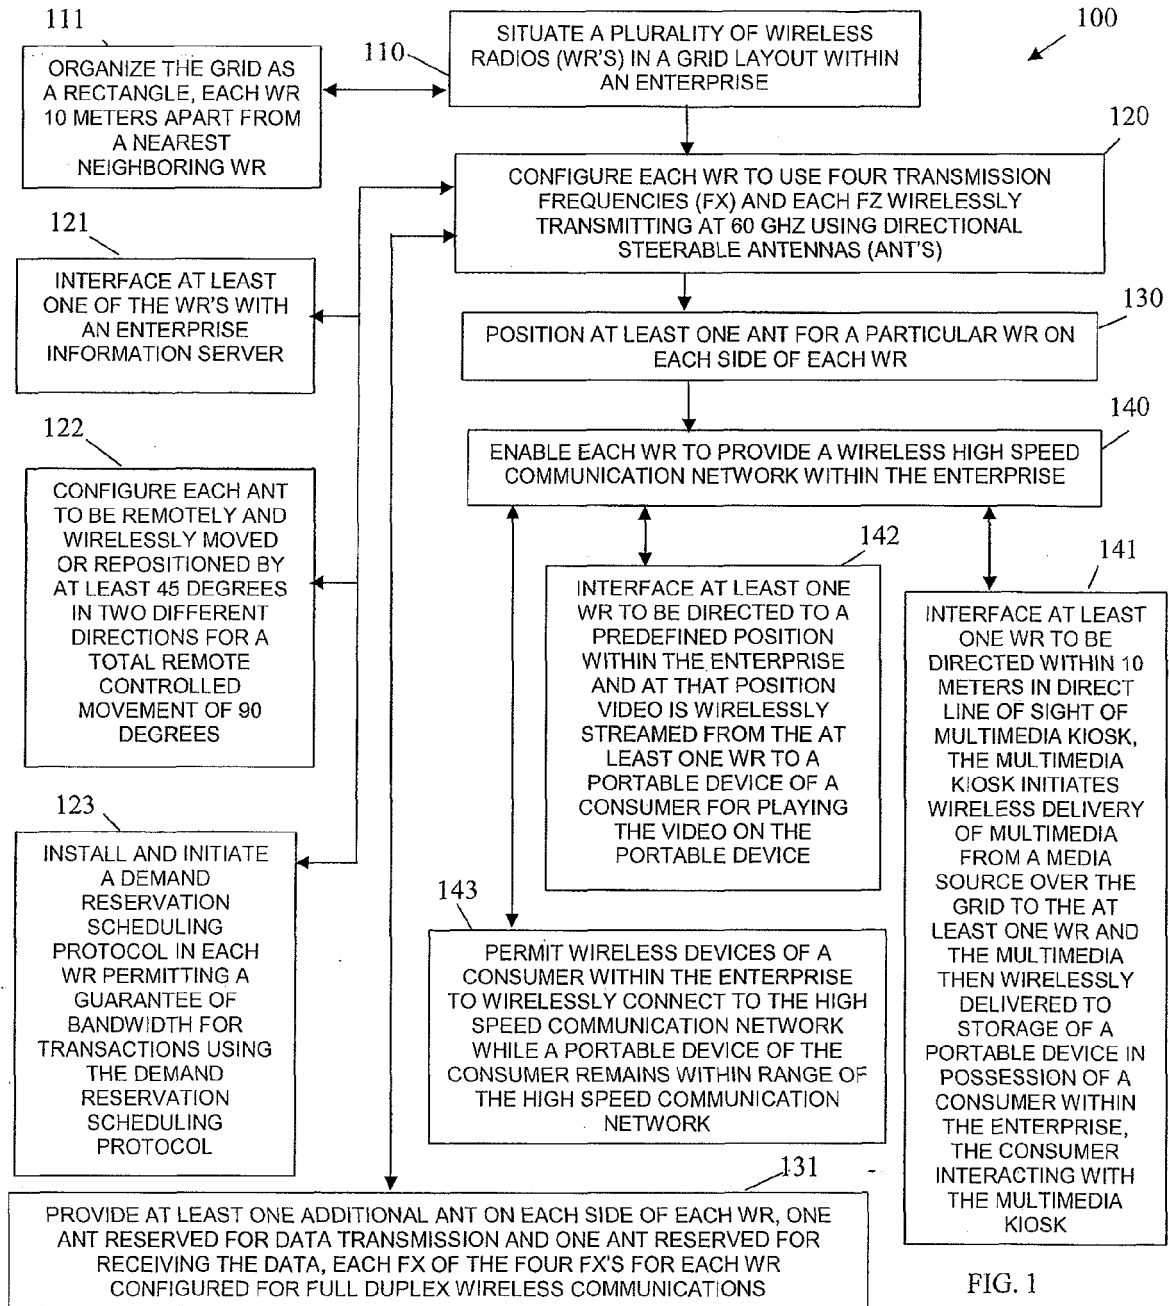 100
110
SITUATE A PLURALITY OF WIRELESS
RADIOS (WR'S) IN A GRID LAYOUT WITHIN
AN ENTERPRISE
111
ORGANIZE THE GRID AS
A RECTANGLE, EACH WR
10 METERS APART FROM
A NEAREST
NEIGHBORING WR
120
CONFIGURE EACH WR TO USE FOUR TRANSMISSION
FREQUENCIES (FX) AND EACH FZ WIRELESSLY
TRANSMITTING AT 60 GHZ USING DIRECTIONAL
STEERABLE ANTENNAS (ANT'S)
121
INTERFACE AT LEAST
ONE OF THE WR'S WITH
AN ENTERPRISE
INFORMATION SERVER
130
POSITION AT LEAST ONE ANT FOR A PARTICULAR WR ON
EACH SIDE OF EACH WR
140
ENABLE EACH WR TO PROVIDE A WIRELESS HIGH SPEED
COMMUNICATION NETWORK WITHIN THE ENTERPRISE
122
CONFIGURE EACH ANT
TO BE REMOTELY AND
WIRELESSLY MOVED
OR REPOSITIONED BY
AT LEAST 45 DEGREES
IN TWO DIFFERENT
DIRECTIONS FOR A
TOTAL REMOTE
CONTROLLED
MOVEMENT OF 90
DEGREES
142
INTERFACE AT LEAST ONE
WR TO BE DIRECTED TO A
PREDEFINED POSITION
WITHIN THE ENTERPRISE
AND AT THAT POSITION
VIDEO IS WIRELESSLY
STREAMED FROM THE AT
LEAST ONE WR TO A
PORTABLE DEVICE OF A
CONSUMER FOR PLAYING
THE VIDEO ON THE
PORTABLE DEVICE
141
INTERFACE AT LEAST
ONE WR TO BE
DIRECTED WITHIN 10
METERS IN DIRECT
LINE OF SIGHT OF
MULTIMEDIA KIOSK,
THE MULTIMEDIA
KIOSK INITIATES
WIRELESS DELIVERY
OF MULTIMEDIA
FROM A MEDIA
SOURCE OVER THE
GRID TO THE AT
LEAST ONE WR AND
THE MULTIMEDIA
THEN WIRELESSLY
DELIVERED TO
STORAGE OF A
PORTABLE DEVICE IN
POSSESSION OF A
CONSUMER WITHIN
THE ENTERPRISE,
THE CONSUMER
INTERACTING WITH
THE MULTIMEDIA
KIOSK
123
INSTALL AND INITIATE
A DEMAND
RESERVATION
SCHEDULING
PROTOCOL IN EACH
WR PERMITTING A
GUARANTEE OF
BANDWIDTH FOR
TRANSACTIONS USING
THE DEMAND
RESERVATION
SCHEDULING
PROTOCOL
143
PERMIT WIRELESS DEVICES OF A
CONSUMER WITHIN THE ENTERPRISE
TO WIRELESSLY CONNECT TO THE HIGH
SPEED COMMUNICATION NETWORK
WHILE A PORTABLE DEVICE OF THE
CONSUMER REMAINS WITHIN RANGE OF
THE HIGH SPEED COMMUNICATION
NETWORK
131
PROVIDE AT LEAST ONE ADDITIONAL ANT ON EACH SIDE OF EACH WR, ONE
ANT RESERVED FOR DATA TRANSMISSION AND ONE ANT RESERVED FOR
RECEIVING THE DATA, EACH FX OF THE FOUR FX'S FOR EACH WR
CONFIGURED FOR FULL DUPLEX WIRELESS COMMUNICATIONS
FIG. 1